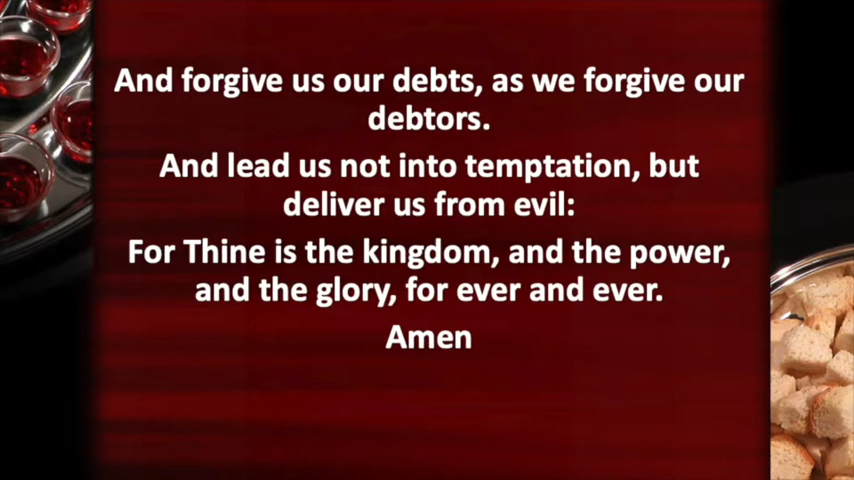 And forgive us our debts, as we forgive our
debtors.
And lead us not into temptation, but
deliver us from evil:
For Thine is the kingdom, and the power,
and the glory, for ever and ever.
Amen